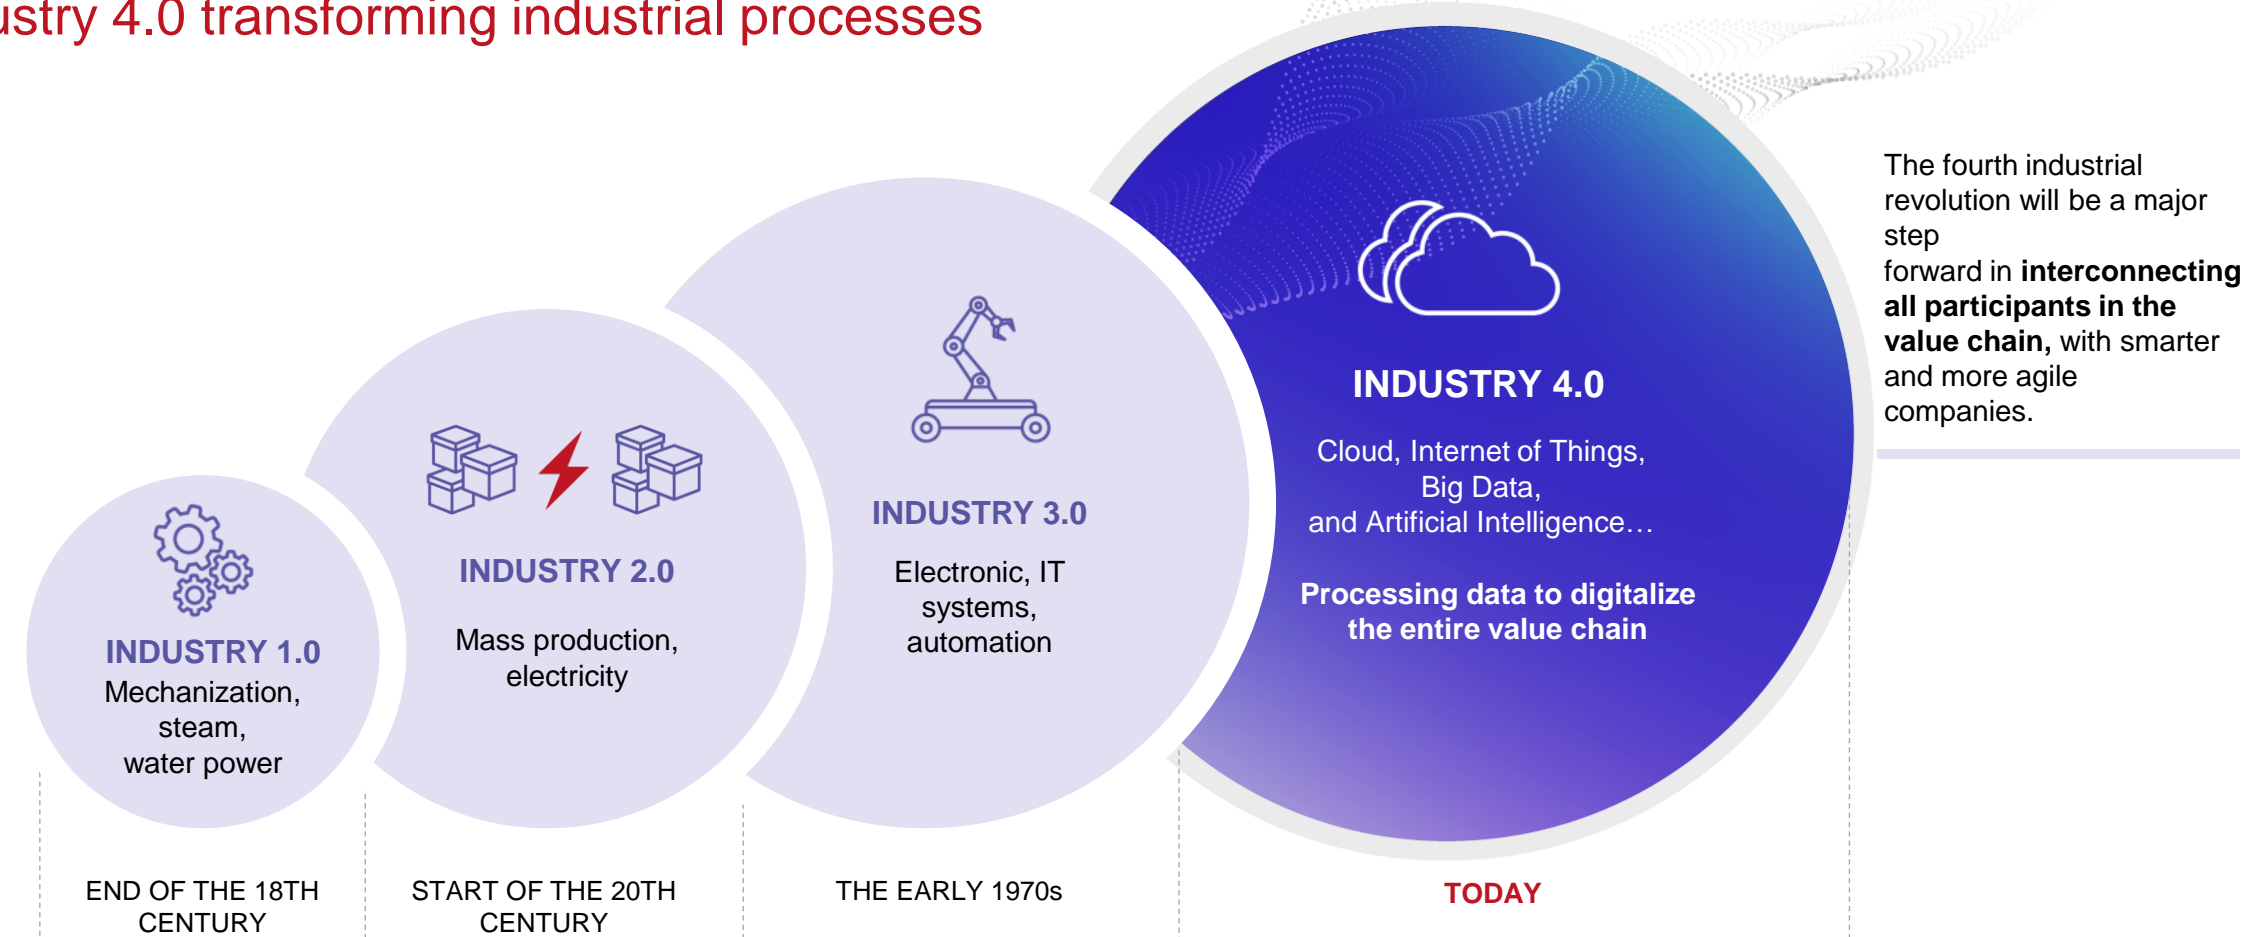 ustry 4.0 transforming industrial processes
INDUSTRY 1.0
Mechanization,
steam,
water power
END OF THE 18TH
CENTURY
INDUSTRY 2.0
Mass production,
electricity
START OF THE 20TH
CENTURY
INDUSTRY 3.0
Electronic, IT
systems,
automation
THE EARLY 1970s
INDUSTRY 4.0
Cloud, Internet of Things,
Big Data,
and Artificial Intelligence…
Processing data to digitalize
the entire value chain
TODAY
The fourth industrial
revolution will be a major
step
forward in interconnecting
all participants in the
value chain, with smarter
and more agile
companies.